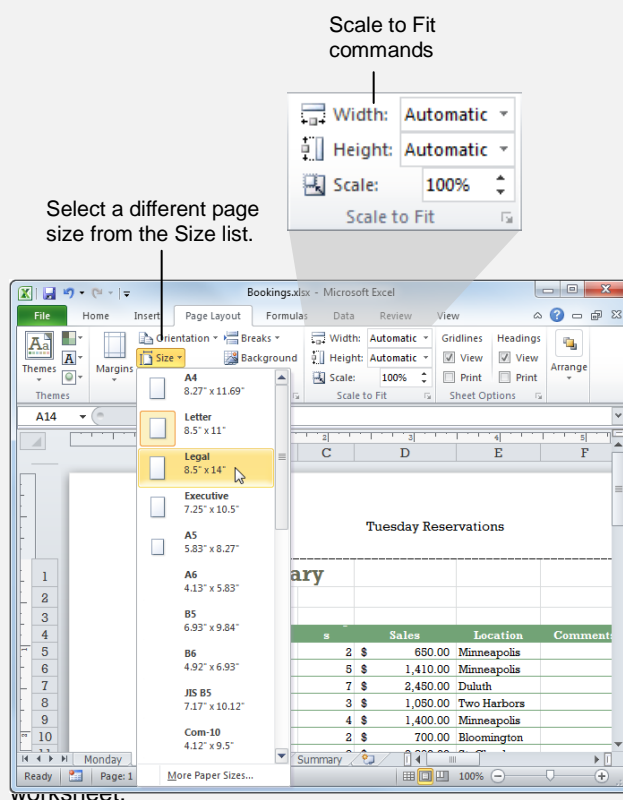 Scale to Fit
commands
Width: Automatic
Height: Automatic
Scale: 100%
Scale to Fit
Select a different page
size from the Size list.
Bookings.xlsx - Microsoft Excel
File Home Insert Page Layout Formulas Data Review View
Orientation Breaks Width: Automatic Gridlines Headings
Themes Margins Size Height: Automatic View View Arrange
Background Scale: 100% Print Print
Themes Scale to Fit Sheet Options
A14
A4
8.27" x 11.69"
Letter
8.5" x 11"
Legal
8.5" x 14"
Executive
7.25" x 10.5"
A5
5.83" x 8.27"
A6
4.13" x 5.83"
B5
6.93" x 9.84"
B6
4.92" x 6.93"
JIS B5
7.17" x 10.12"
Com-10
4.12" x 9.5"
More Paper Sizes...
2 3 4 5
C D E F
Tuesday Reservations
1 ary
2
3
4 s Sales Location Comments
5 2 $ 650.00 Minneapolis
6 5 $ 1,410.00 Minneapolis
7 7 $ 2,450.00 Duluth
8 3 $ 1,050.00 Two Harbors
9 4 $ 1,400.00 Minneapolis
10 2 $ 700.00 Bloomington
Monday Summary
Ready Page: 1 100%
worksheet.